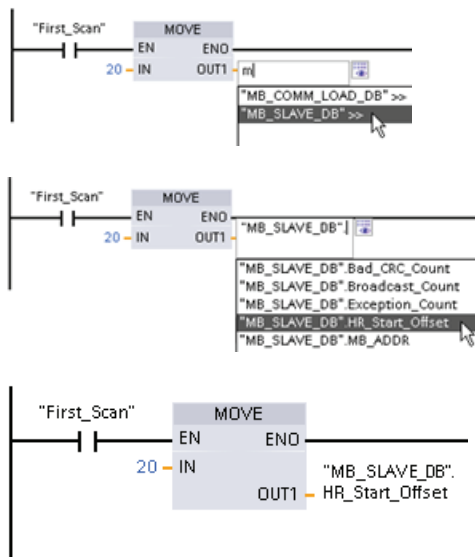 "First_Scan"
MOVE
EN ENO
20 IN OUT1 m
"MB_COMM_LOAD_DB" >>
"MB_SLAVE_DB" >>
"First_Scan"
MOVE
EN ENO
20 IN OUT1 "MB_SLAVE_DB".
"MB_SLAVE_DB".Bad_CRC_Count
"MB_SLAVE_DB".Broadcast_Count
"MB_SLAVE_DB".Exception_Count
"MB_SLAVE_DB".HR_Start_Offset
"MB_SLAVE_DB".MB_ADDR
"First_Scan"
MOVE
EN ENO
20 IN
"MB_SLAVE_DB".
OUT1 HR_Start_Offset